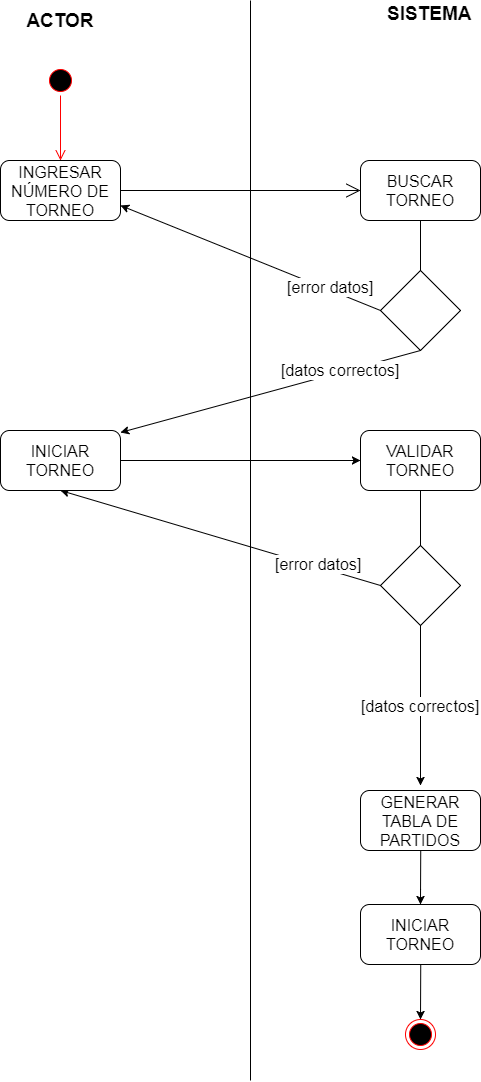 ACTOR
SISTEMA
INGRESAR
NÚMERO DE
TORNEO
BUSCAR
TORNEO
[error datos]
[datos correctos]
INICIAR
TORNEO
VALIDAR
TORNEO
[error datos]
[datos correctos]
GENERAR
TABLA DE
PARTIDOS
INICIAR
TORNEO